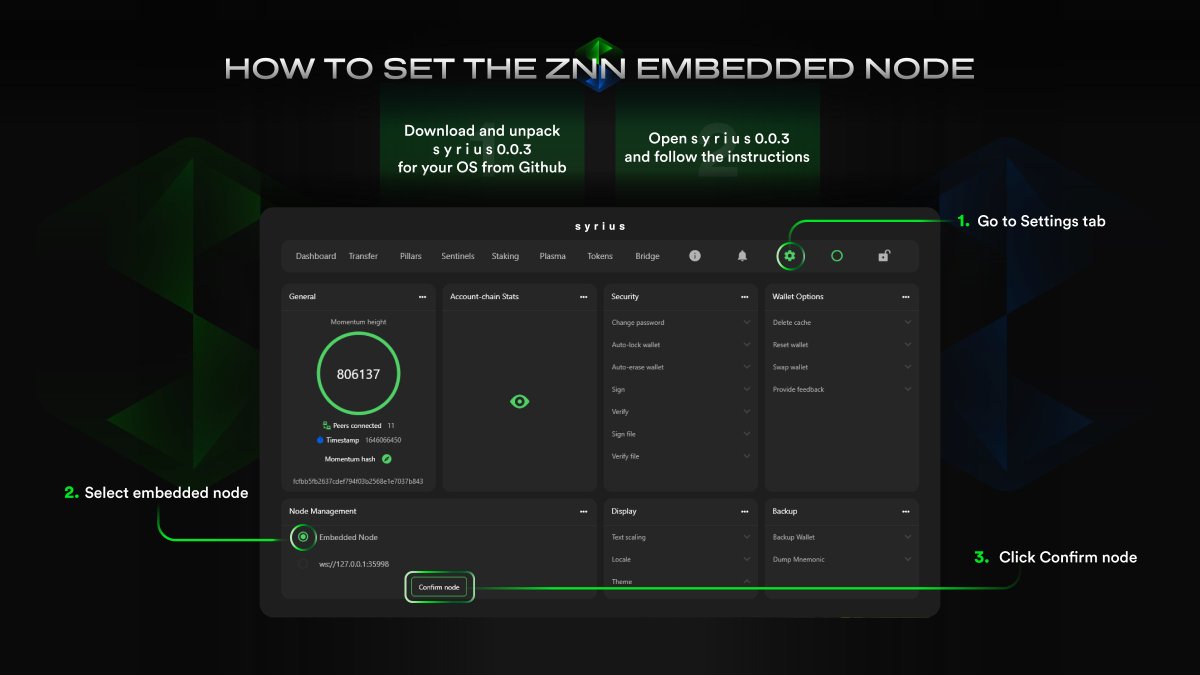 HOW TO SET THE ZNN EMBEDDED NODE
1
Download and unpack
s y r i u s 0.0.3
for your OS from Github
2
Open s y r i u s 0.0.3
and follow the instructions
s y r i u s
1. Go to Settings tab
Dashboard Transfer Pillars Sentinels Staking Plasma Tokens Bridge
General
Momentum height
806137
Peers connected 11
Timestamp 1646066450
Momentum hash
fcfbb5fb2637cdef794f03b2568e1e7037b843
Account-chain Stats
Security
Change password
Auto-lock wallet
Auto-erase wallet
Sign
Verify
Sign file
Verify file
Wallet Options
Delete cache
Reset wallet
Swap wallet
Provide feedback
2. Select embedded node
Node Management
Embedded Node
ws://127.0.0.1:35998
Confirm node
Display
Text scaling
Locale
Theme
Backup
Backup Wallet
Dump Mnemonic
3. Click Confirm node